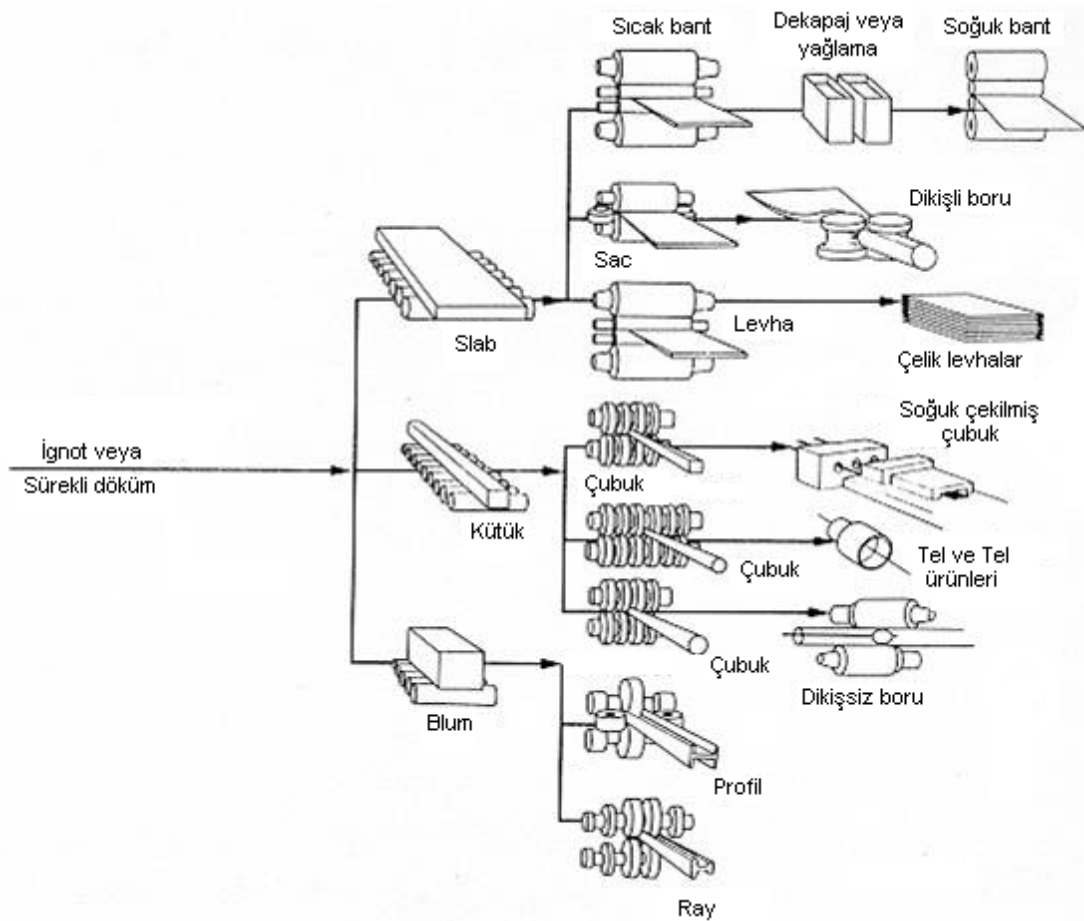 Sıcak bant
Dekapaj veya
yağlama
Soğuk bant
Dikişli boru
Sac
Levha
Slab
Çelik levhalar
Soğuk çekilmiş
çubuk
İgnot veya
Sürekli döküm
Çubuk
Kütük
Çubuk
Tel ve Tel
ürünleri
Çubuk
Dikişsiz boru
Blum
Profil
Ray